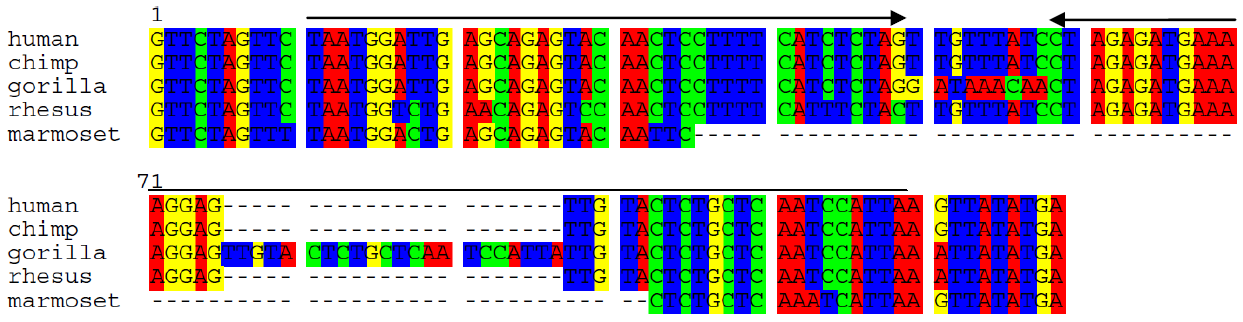 1
human GTTCTAGTTC TAATGGATTG AGCAGAGTAC AACTCCTTTT CATCTCTAGT TGTTTATCCT AGAGATGAAA
chimp GTTCTAGTTC TAATGGATTG AGCAGAGTAC AACTCCTTTT CATCTCTAGT TGTTTATCCT AGAGATGAAA
gorilla GTTCTAGTTC TAATGGATTG AGCAGAGTAC AACTCCTTTT CATCTCTAGG ATAAACAACT AGAGATGAAA
rhesus GTTCTAGTTC TAATGGTCTG AACAGAGTCC AACTCCTTTT CATTTCTACT TGTTTATCCT AGAGATGAAA
marmoset GTTCTAGTTT TAATGGACTG AGCAGAGTAC AATTC----- ---------- ---------- ----------
71
human AGGAG----- ---------- -------TTG TACTCTGCTC AATCCATTAA GTTATATGA
chimp AGGAG----- ---------- -------TTG TACTCTGCTC AATCCATTAA GTTATATGA
gorilla AGGAGTTGTA CTCTGCTCAA TCCATTATTG TACTCTGCTC AATCCATTAA ATTATATGA
rhesus AGGAG----- ---------- -------TTG TACTCTGCTC AATCCATTAA ATTATATGA
marmoset ---------- ---------- ---------- --CTCTGCTC AAATCATTAA GTTATATGA